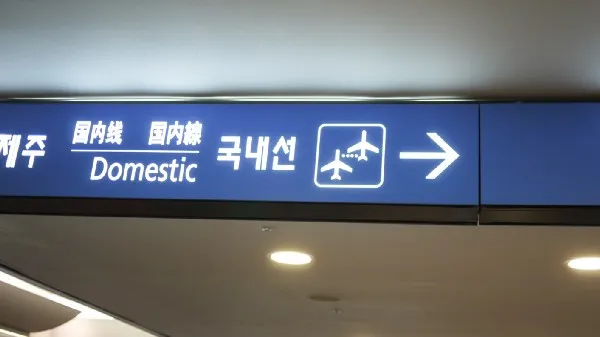 제주
国内线 国内線
Domestic
국내선